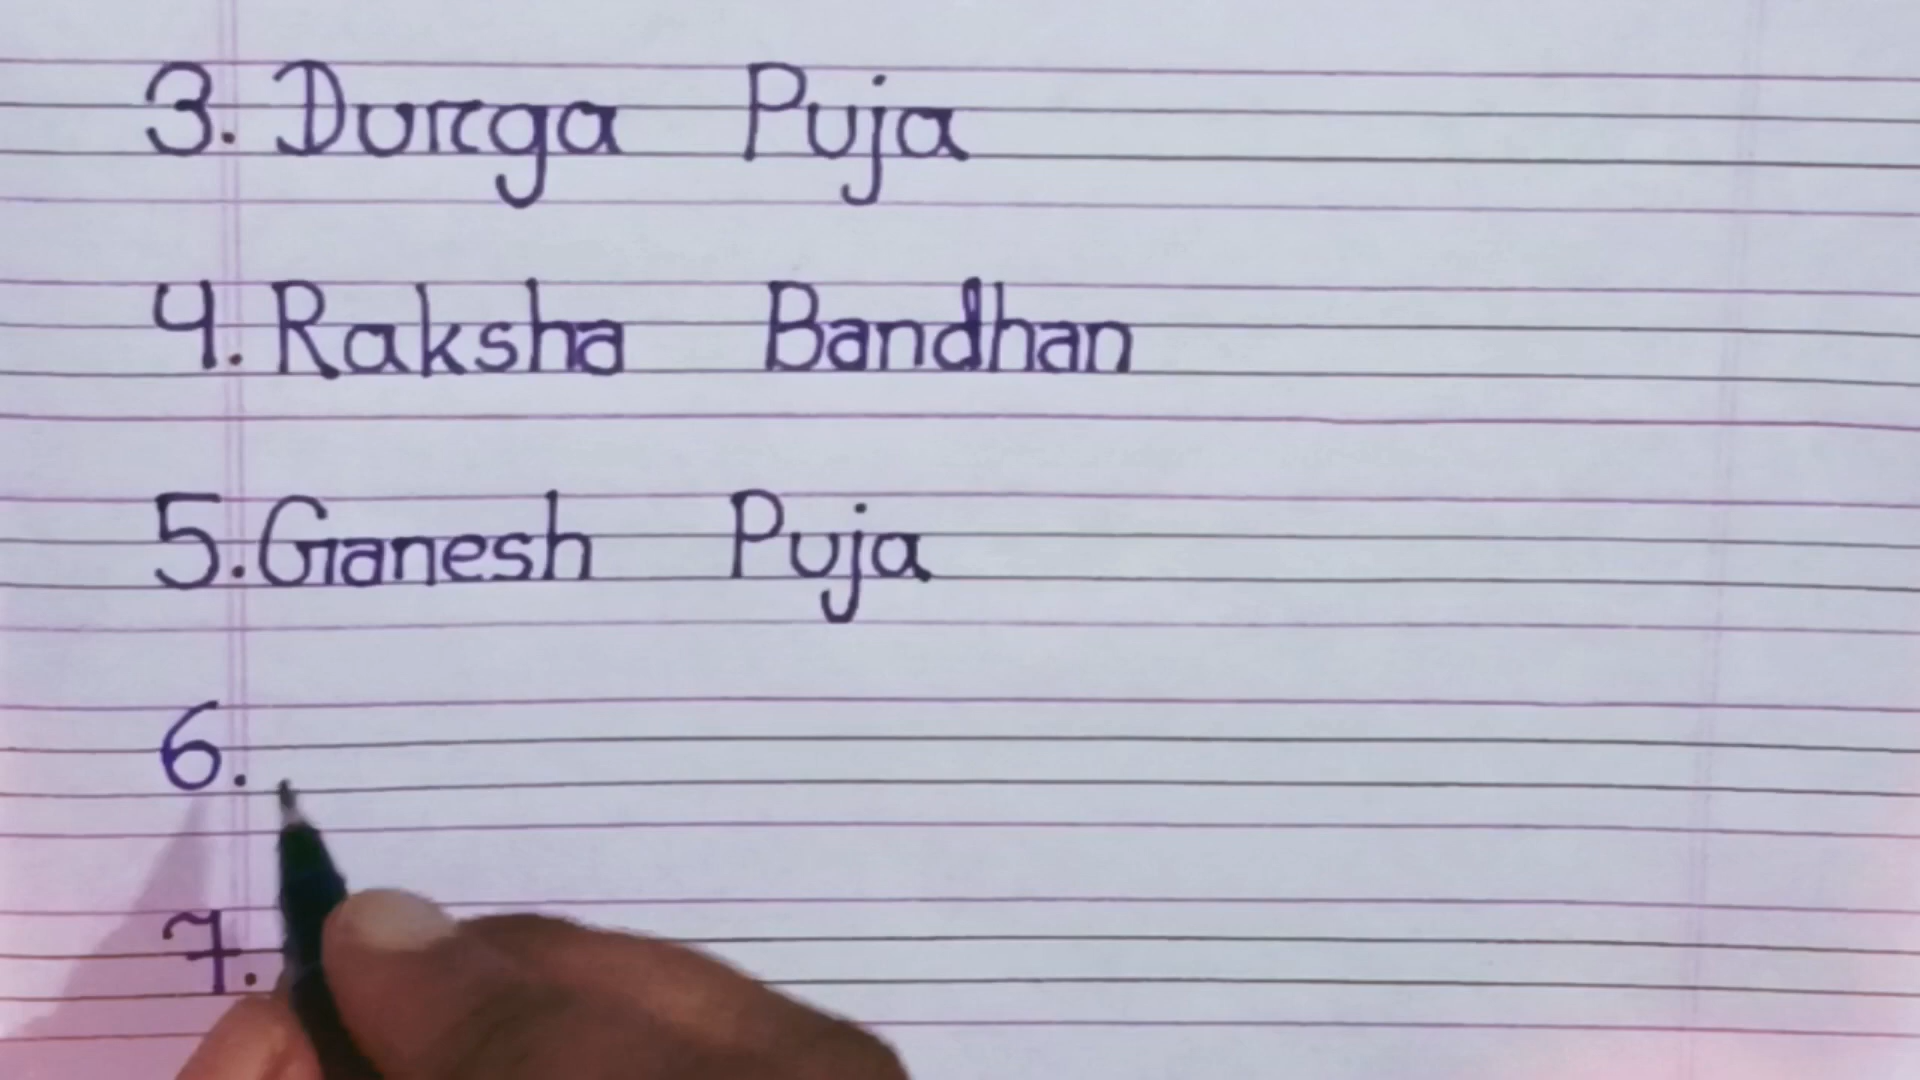 3. Durga Puja
4. Raksha Bandhan
5. Ganesh Puja
6.
7.